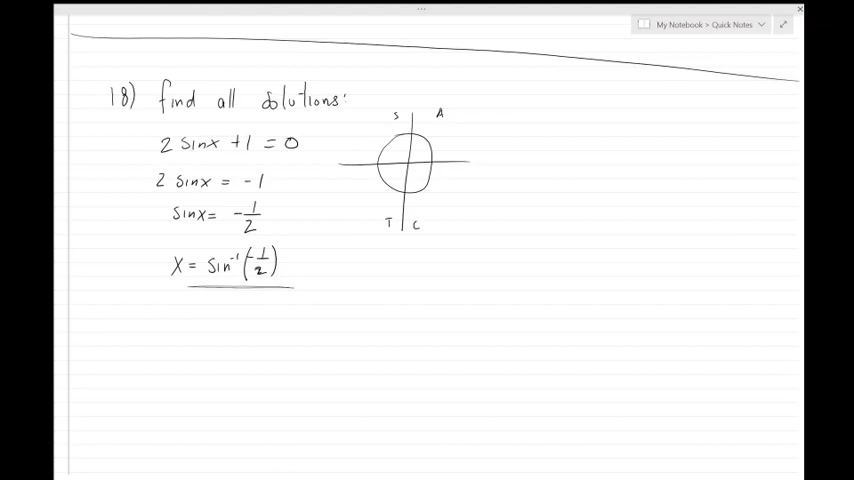 My Notebook > Quick Notes
18) find all solutions:
S A
2 sinx + 1 = 0
2 sinx = -1
sinx= -1/2
T C
x = sin⁻¹(-1/2)